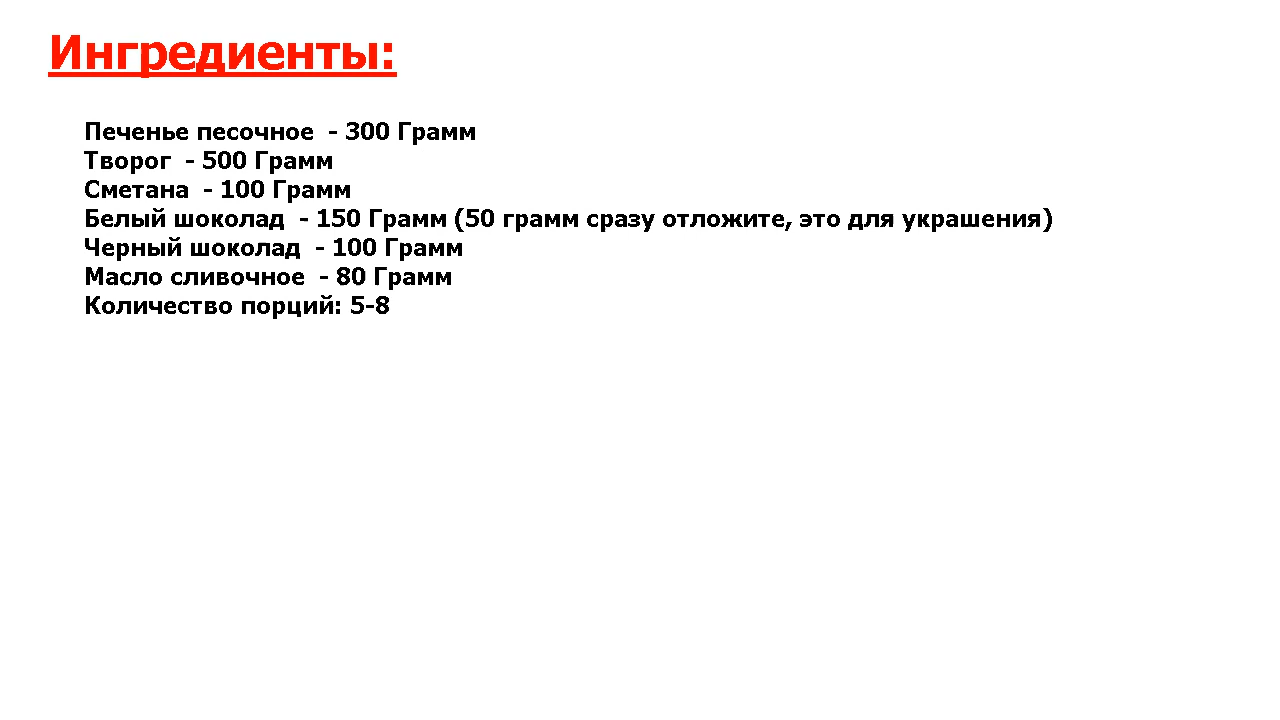 Ингредиенты:
Печенье песочное  - 300 Грамм
Творог  - 500 Грамм
Сметана  - 100 Грамм
Белый шоколад  - 150 Грамм (50 грамм сразу отложите, это для украшения)
Черный шоколад  - 100 Грамм
Масло сливочное  - 80 Грамм
Количество порций: 5-8